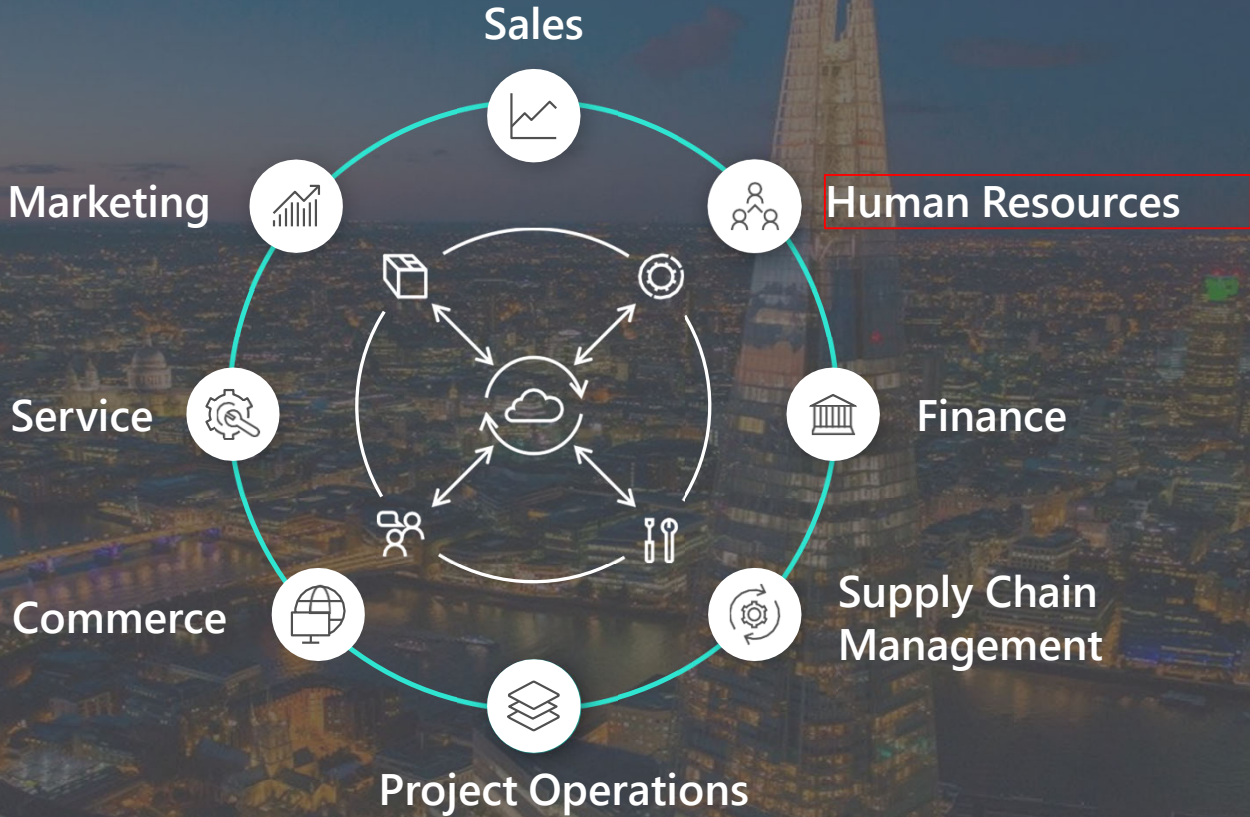 Sales
Marketing
Human Resources
Service
Finance
Commerce
Supply Chain
Management
Project Operations